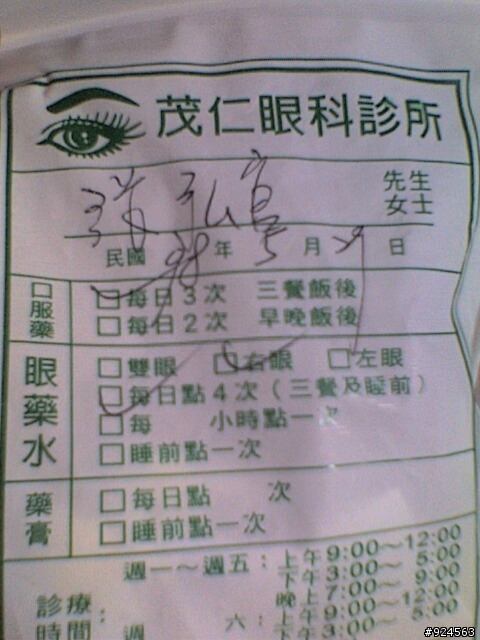 茂仁眼科診所
先生
女士
民國 98 年 5 月 29 日
口服藥
□每日3次 三餐飯後
□每日2次 早晚飯後
眼藥水
□雙眼 □右眼 □左眼
□每日點4次（三餐及睡前）
□每 小時點一次
□睡前點一次
藥膏
□每日點 次
□睡前點一次
診療時間：
週一～週五：上午9:00～12:00
下午3:00～5:00
晚上7:00～9:00
週 六：上午9:00～12:00
下午3:00～5:00
#924563